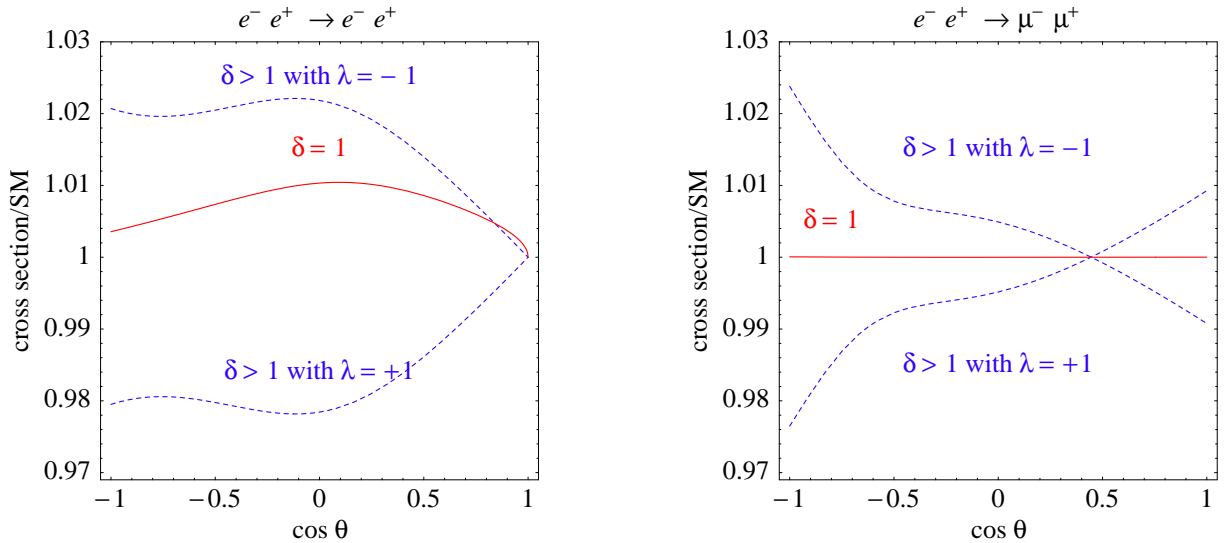 e⁻ e⁺ → e⁻ e⁺
1.03
1.02
1.01
1
0.99
0.98
0.97
cross section/SM
δ > 1 with λ = − 1
δ = 1
δ > 1 with λ = +1
−1
−0.5
0
0.5
1
cos θ
e⁻ e⁺ → μ⁻ μ⁺
1.03
1.02
1.01
1
0.99
0.98
0.97
cross section/SM
δ > 1 with λ = −1
δ = 1
δ > 1 with λ = +1
−1
−0.5
0
0.5
1
cos θ